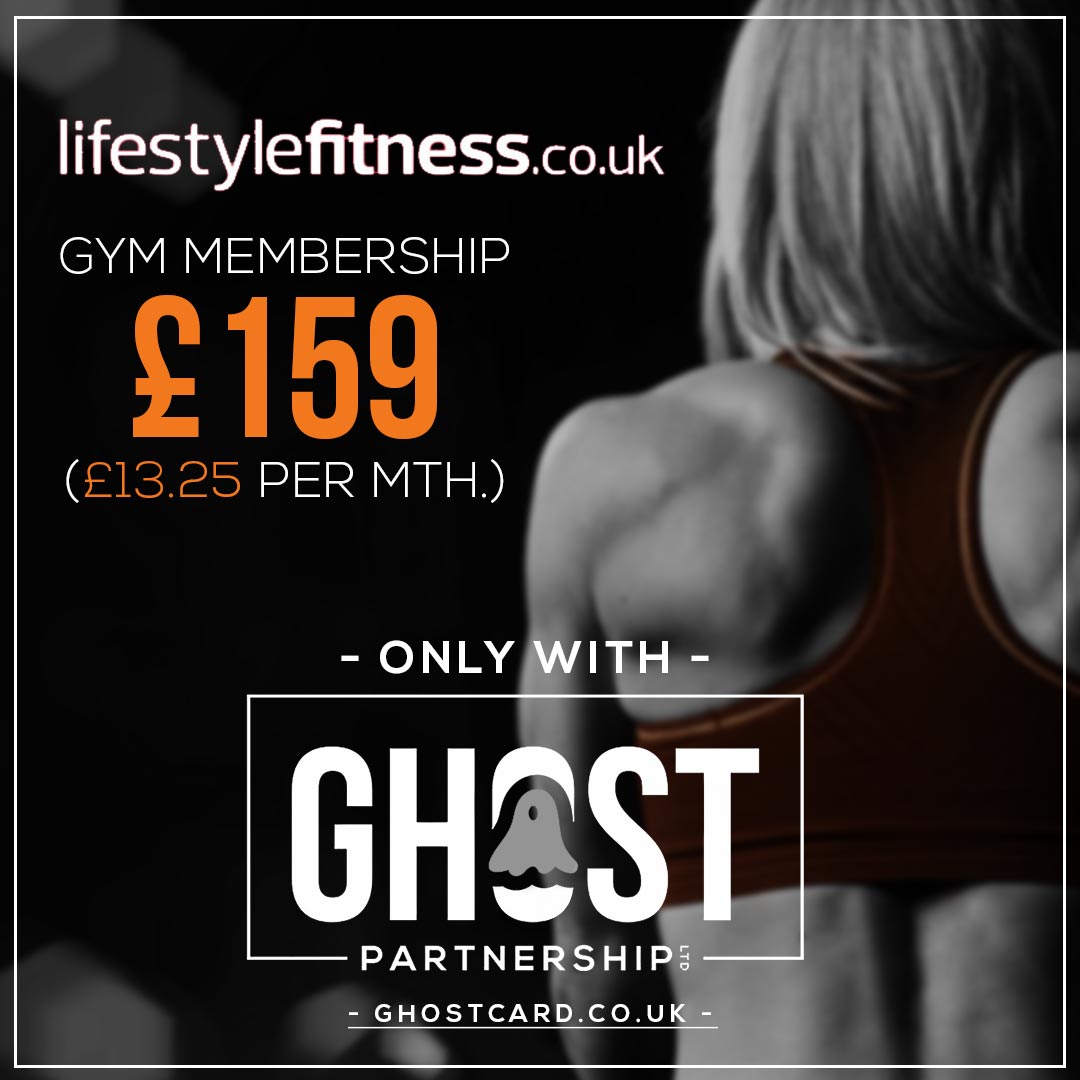 lifestylefitness.co.uk
GYM MEMBERSHIP
£159
(£13.25 PER MTH.)
- ONLY WITH -
GHOST
PARTNERSHIP LTD
- GHOSTCARD.CO.UK -